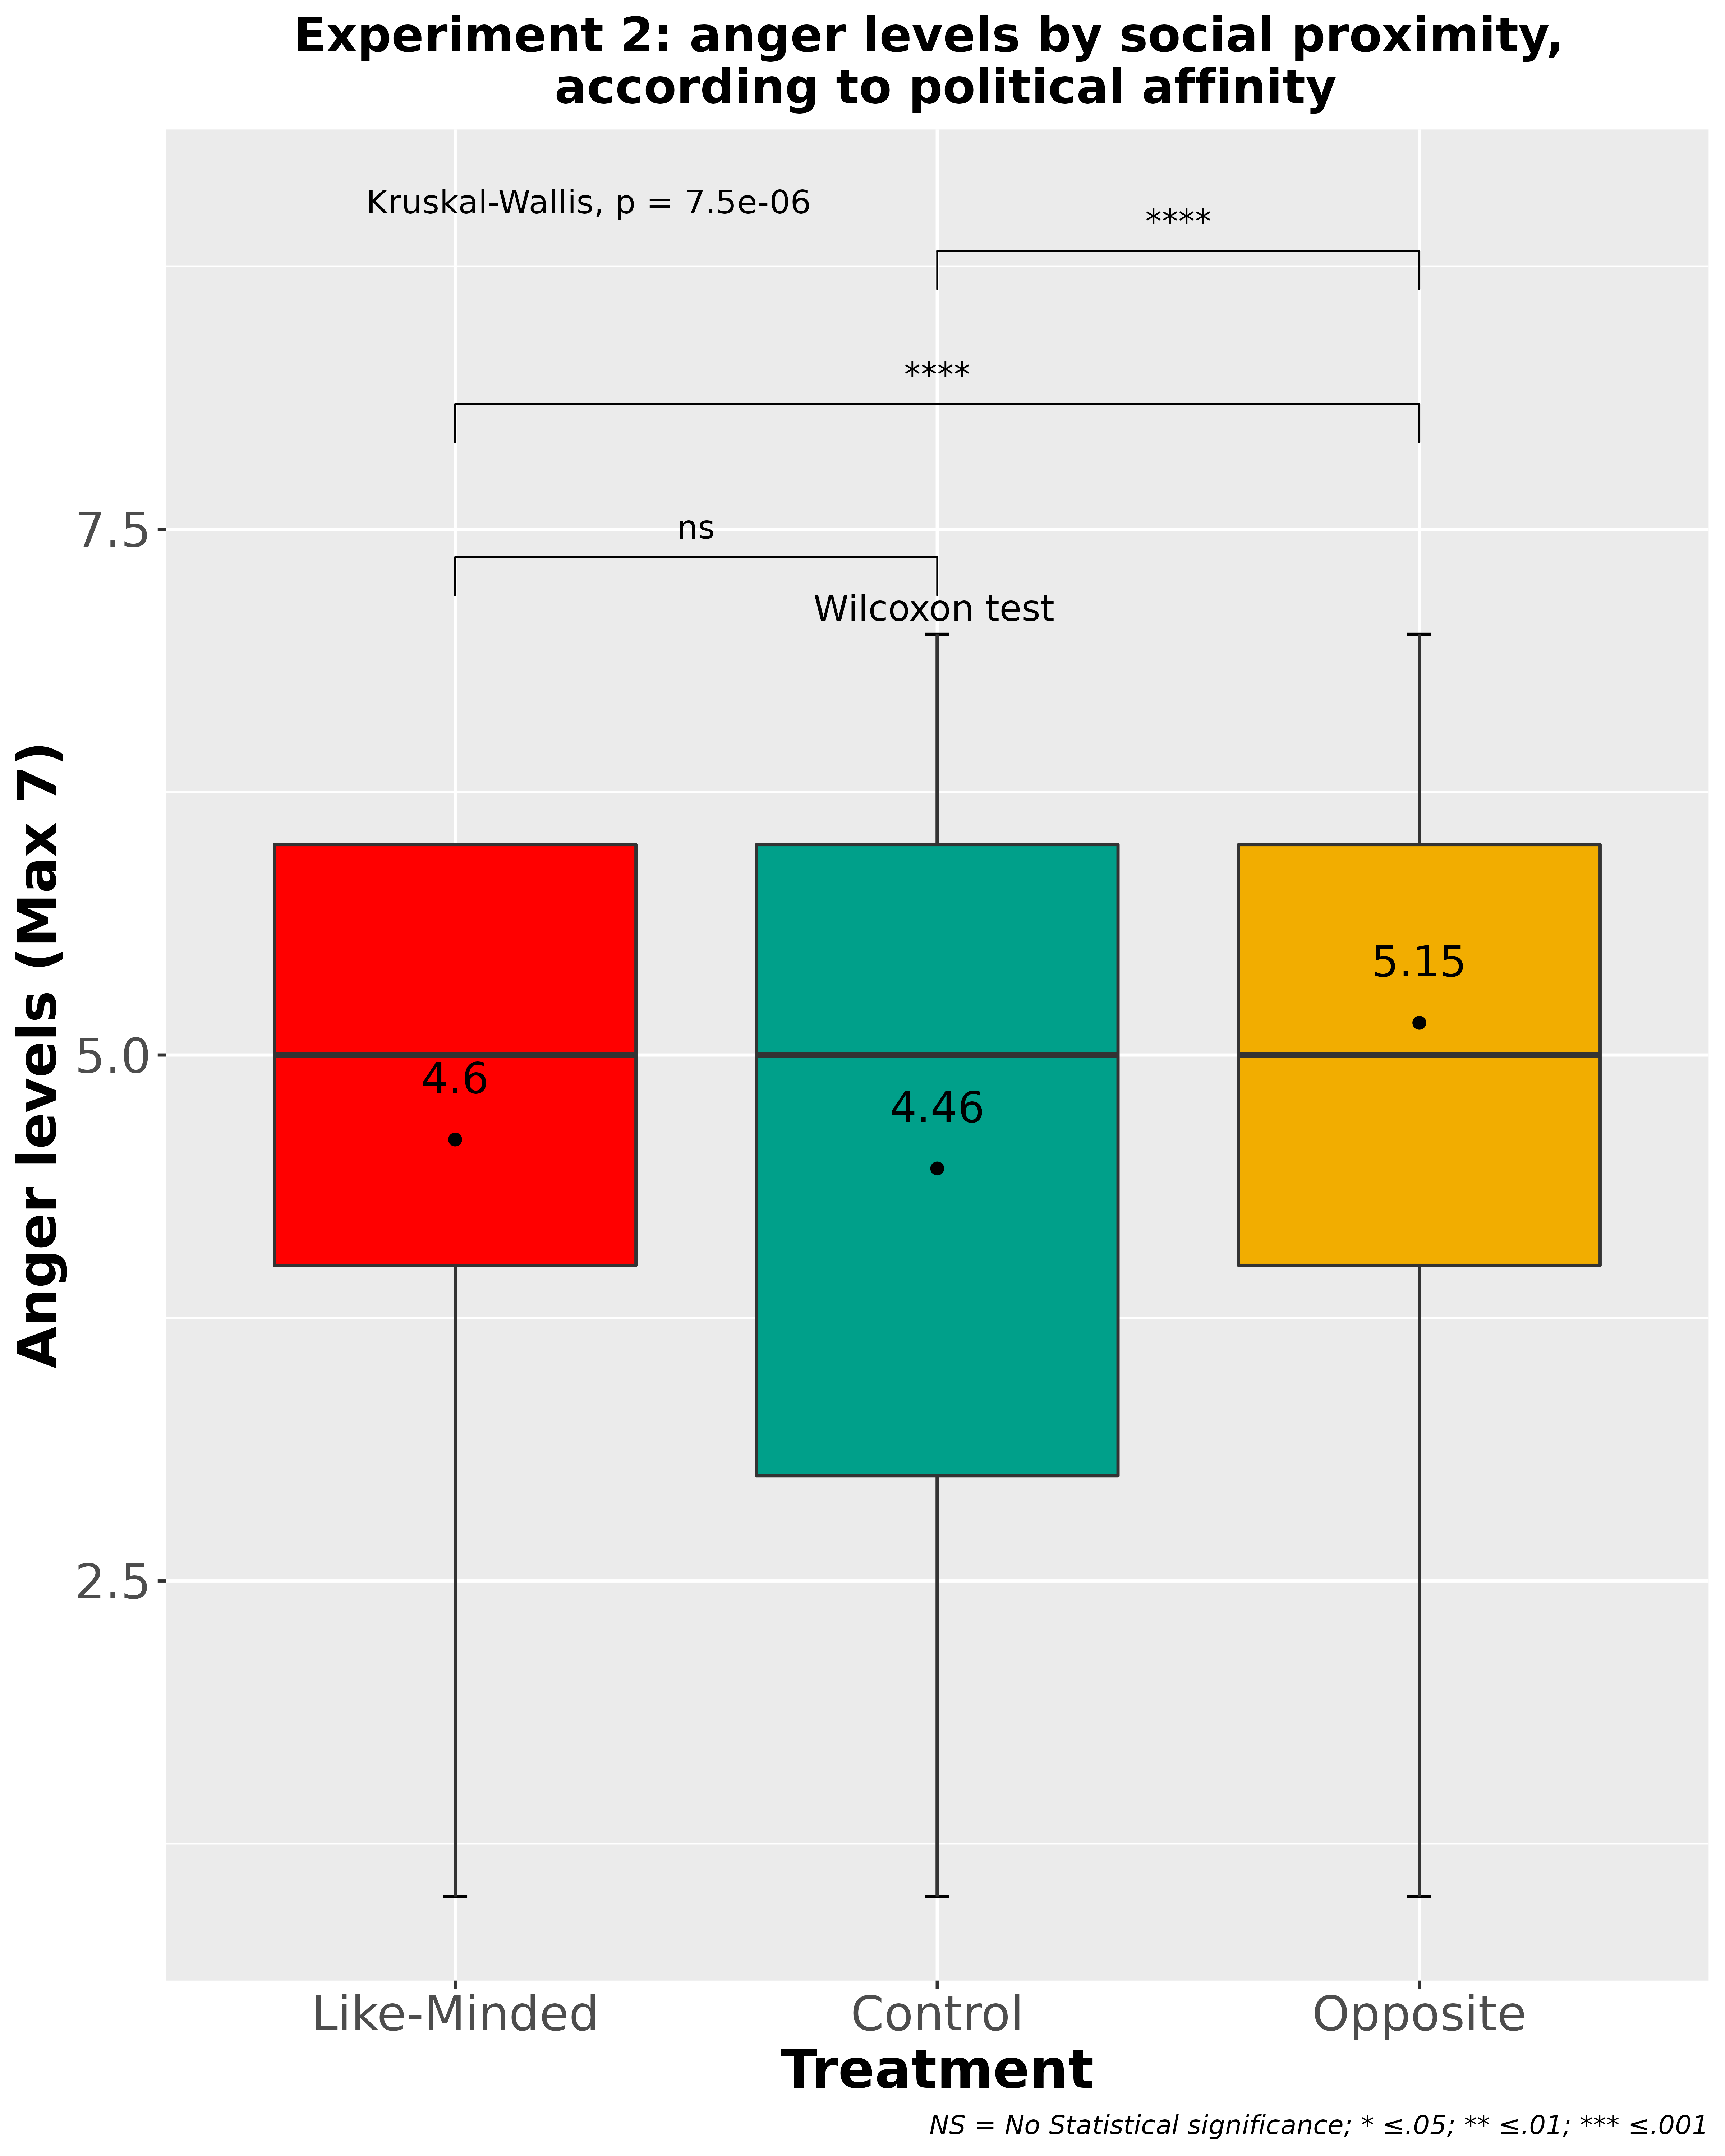 Experiment 2: anger levels by social proximity,
according to political affinity
Kruskal-Wallis, p = 7.5e-06
****
****
ns
Wilcoxon test
7.5
5.0
2.5
Anger levels (Max 7)
4.6
4.46
5.15
Like-Minded
Control
Opposite
Treatment
NS = No Statistical significance; * ≤.05; ** ≤.01; *** ≤.001